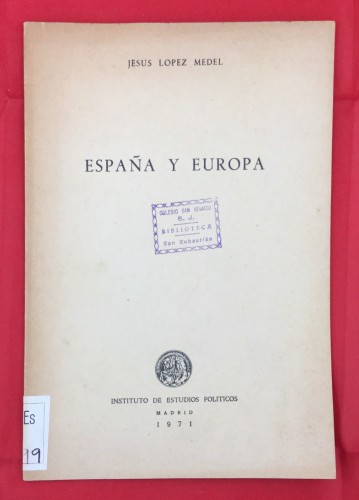 JESUS LOPEZ MEDEL
ESPAÑA Y EUROPA
COLEGIO SAN IGNACIO
S. J.
BIBLIOTECA
San Sebastián
INSTITUTO DE ESTUDIOS POLITICOS
MADRID
1971
Es
19